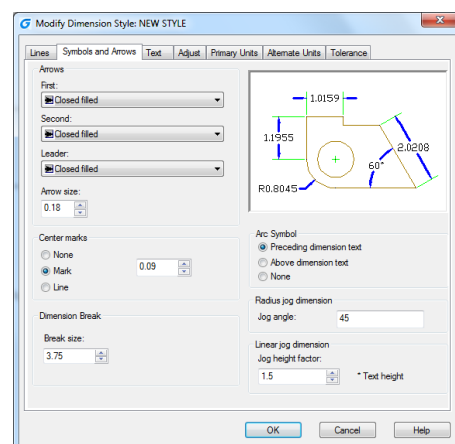 Modify Dimension Style: NEW STYLE
Lines Symbols and Arrows Text Adjust Primary Units Alternate Units Tolerance
Arrows
First:
Closed filled
Second:
Closed filled
Leader:
Closed filled
Arrow size:
0.18
Center marks
None
Mark
0.09
Line
Dimension Break
Break size:
3.75
1.0159
1.1955
2.0208
60°
R0.8045
Arc Symbol
Preceding dimension text
Above dimension text
None
Radius jog dimension
Jog angle: 45
Linear jog dimension
Jog height factor:
1.5 * Text height
OK Cancel Help